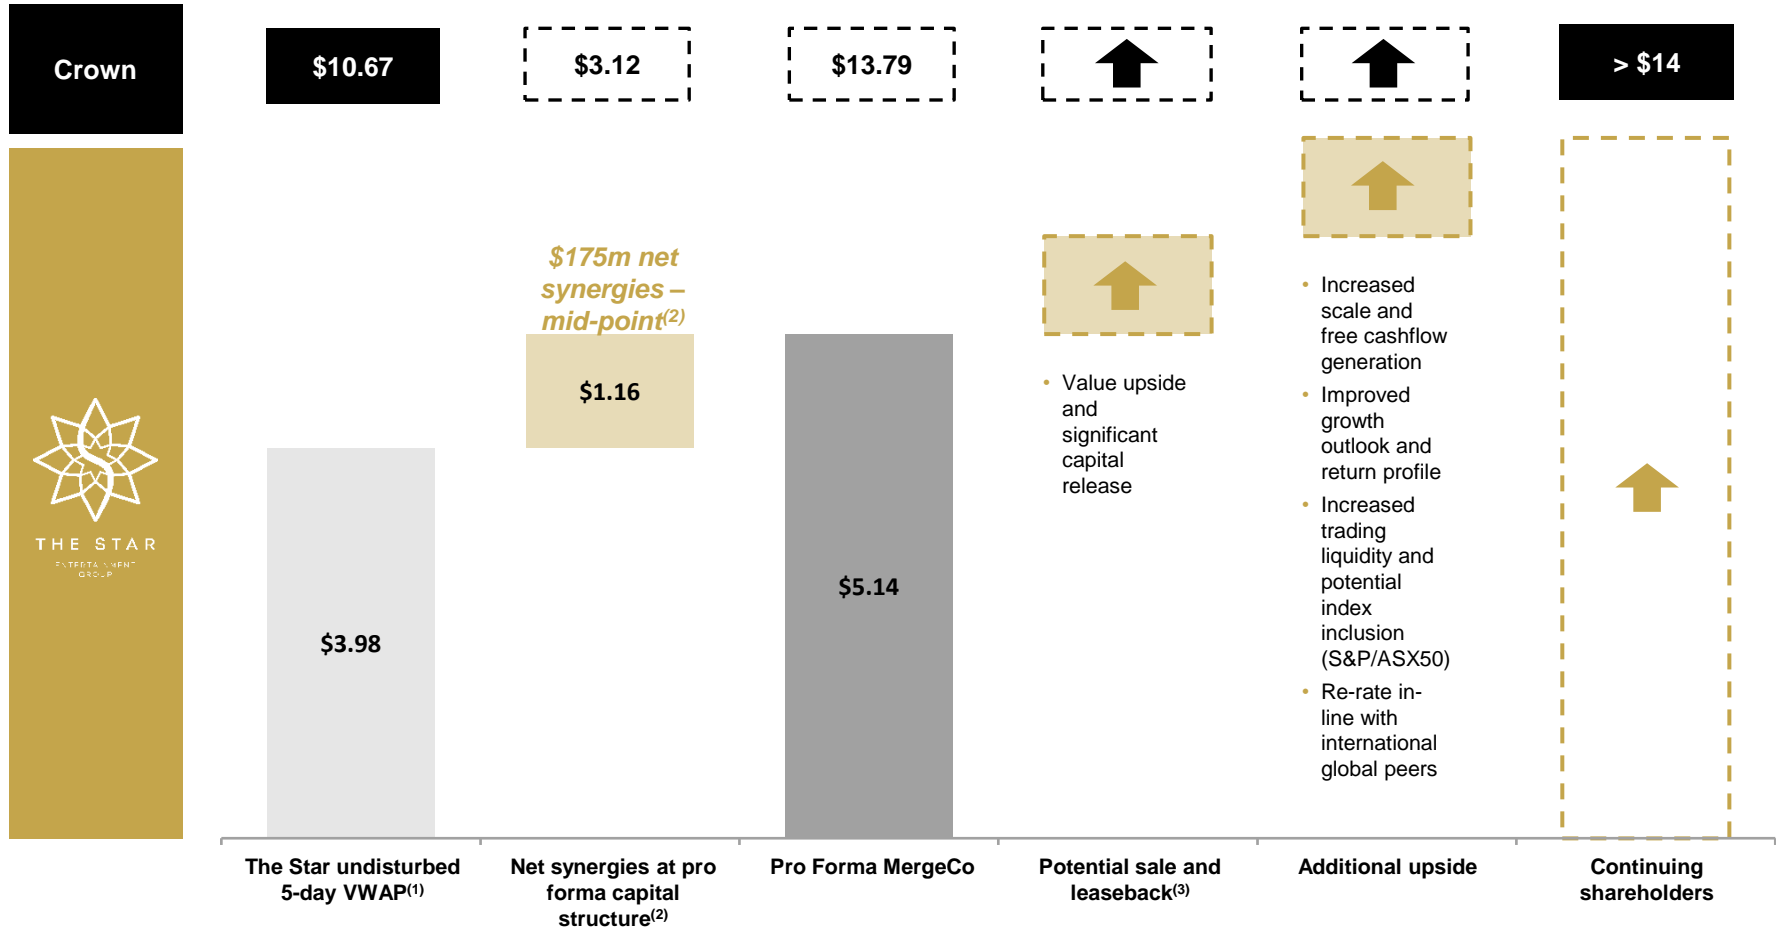 Crown
$10.67
$3.12
$13.79
> $14
$175m net
synergies –
mid-point(2)
$1.16
$3.98
$5.14
• Value upside
and
significant
capital
release
• Increased
scale and
free cashflow
generation
• Improved
growth
outlook and
return profile
• Increased
trading
liquidity and
potential
index
inclusion
(S&P/ASX50)
• Re-rate in-
line with
international
global peers
THE STAR
ENTERTAINMENT
GROUP
The Star undisturbed
5-day VWAP(1)
Net synergies at pro
forma capital
structure(2)
Pro Forma MergeCo
Potential sale and
leaseback(3)
Additional upside
Continuing
shareholders